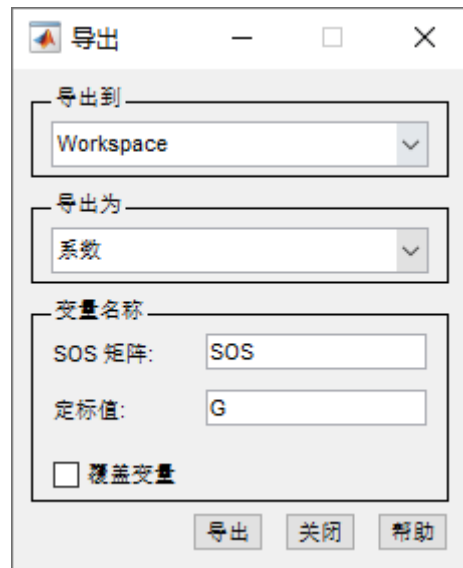 导出
导出到
Workspace
导出为
系数
变量名称
SOS 矩阵: SOS
定标值: G
覆盖变量
导出 关闭 帮助